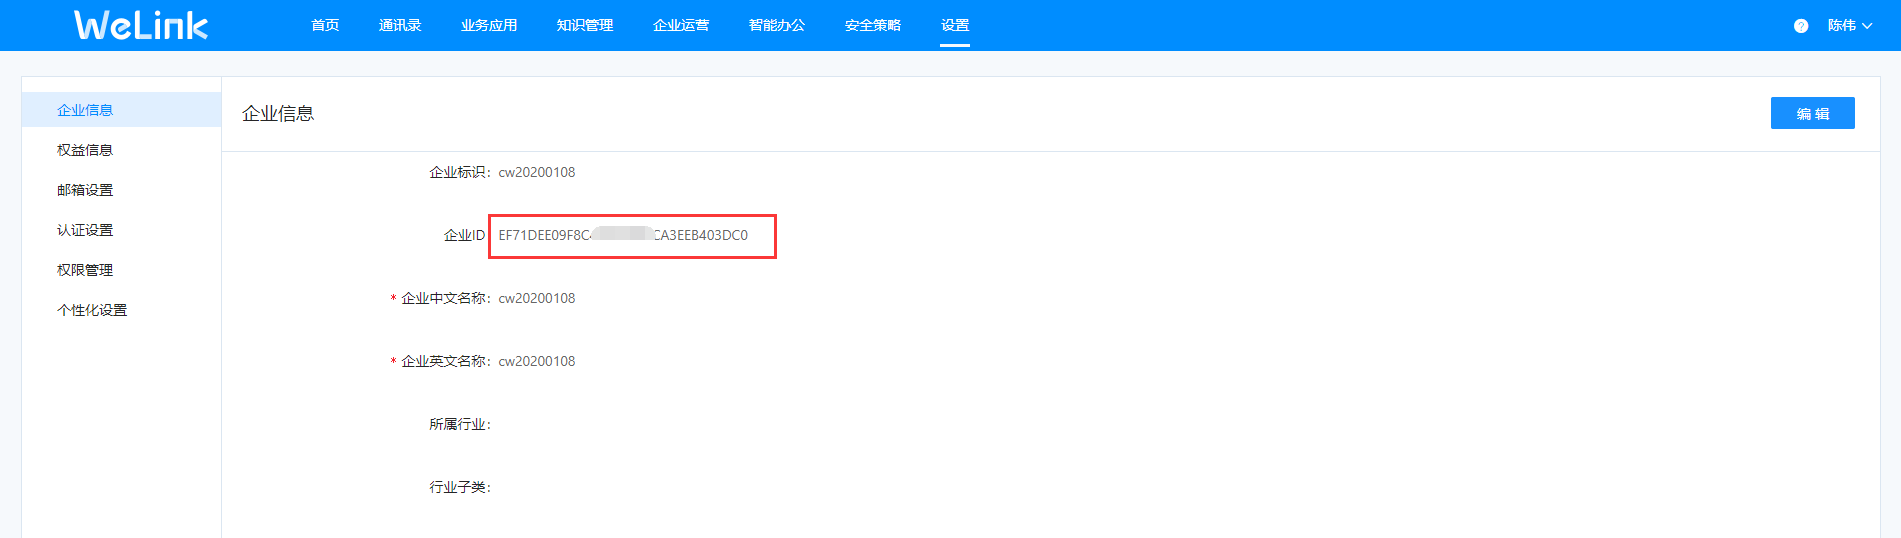 WeLink 首页 通讯录 业务应用 知识管理 企业运营 智能办公 安全策略 设置 ? 陈伟
企业信息
权益信息
邮箱设置
认证设置
权限管理
个性化设置
企业信息 编辑
企业标识：cw20200108
企业ID EF71DEE09F8C CA3EEB403DC0
* 企业中文名称：cw20200108
* 企业英文名称：cw20200108
所属行业：
行业子类：